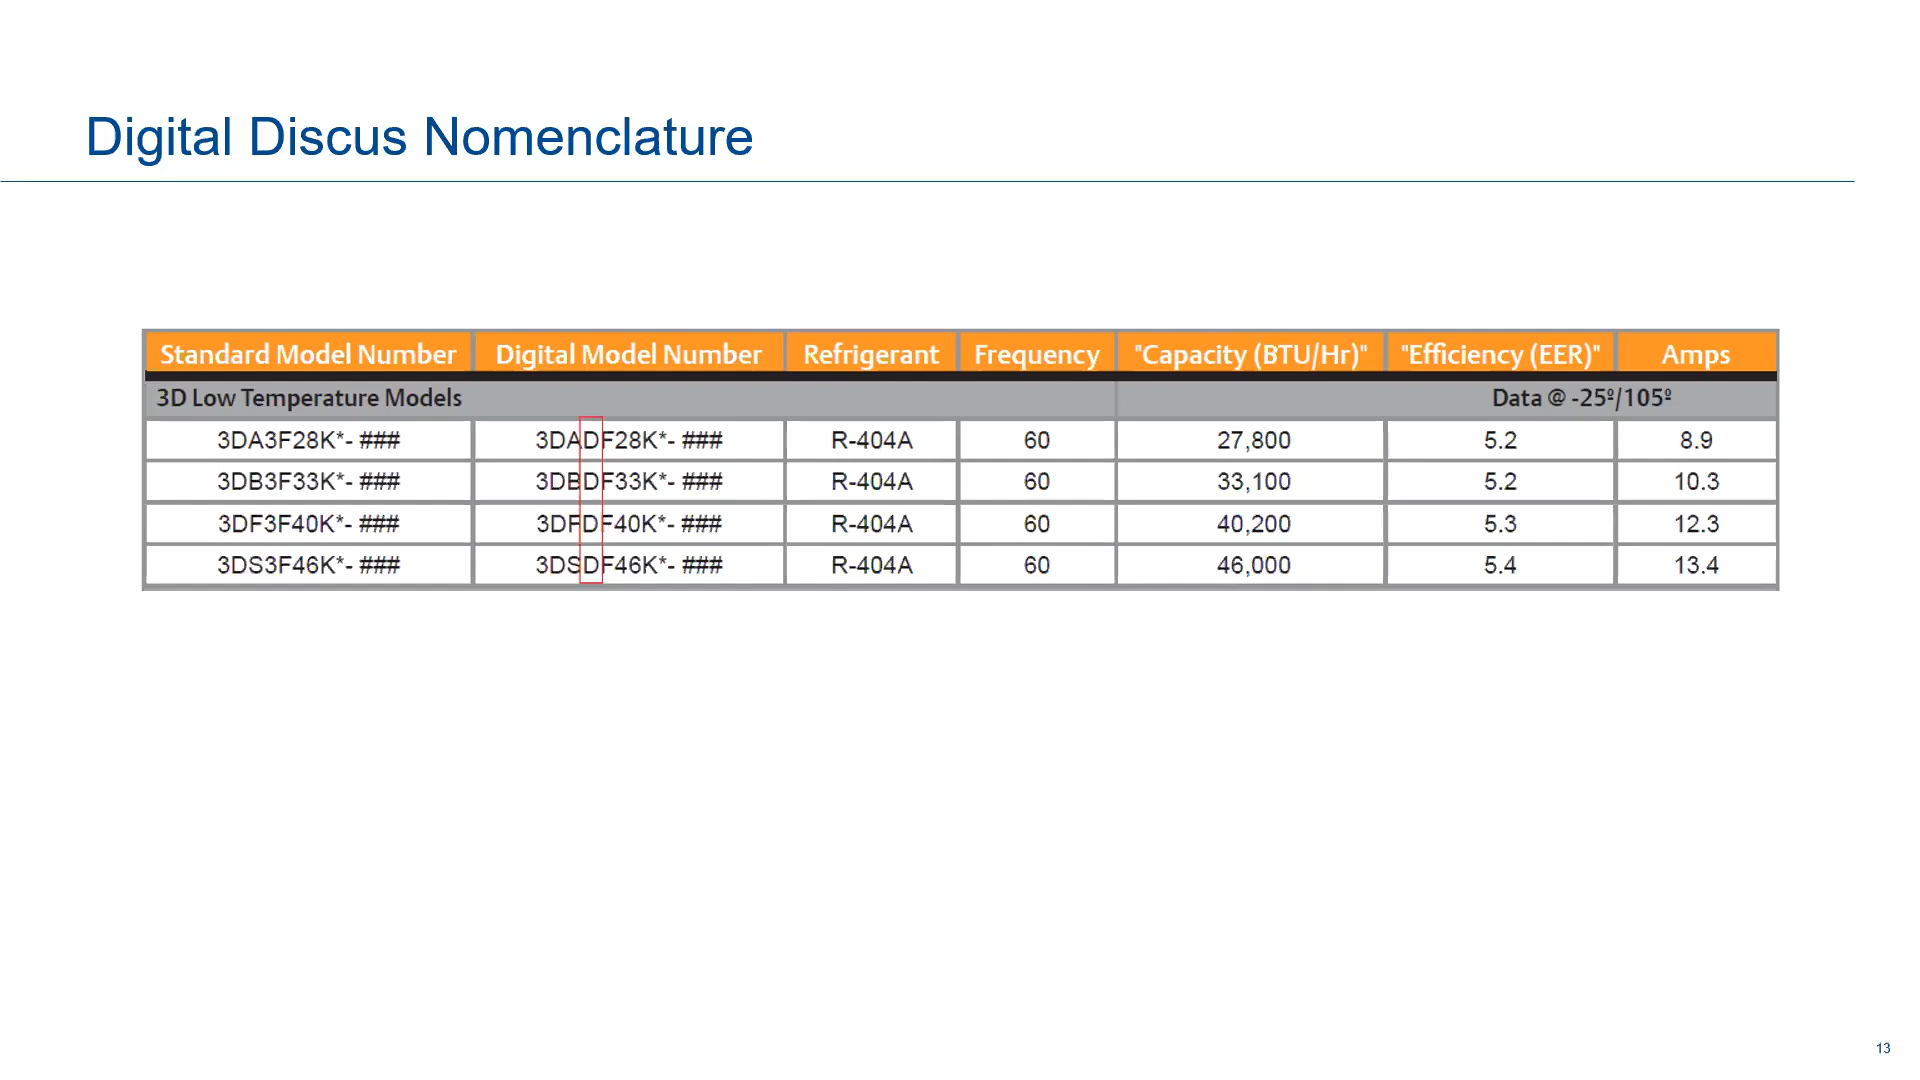 Digital Discus Nomenclature
Standard Model Number Digital Model Number Refrigerant Frequency "Capacity (BTU/Hr)" "Efficiency (EER)" Amps
3D Low Temperature Models Data @ -25º/105º
3DA3F28K*- ### 3DADF28K*- ### R-404A 60 27,800 5.2 8.9
3DB3F33K*- ### 3DBDF33K*- ### R-404A 60 33,100 5.2 10.3
3DF3F40K*- ### 3DFDF40K*- ### R-404A 60 40,200 5.3 12.3
3DS3F46K*- ### 3DSDF46K*- ### R-404A 60 46,000 5.4 13.4
13